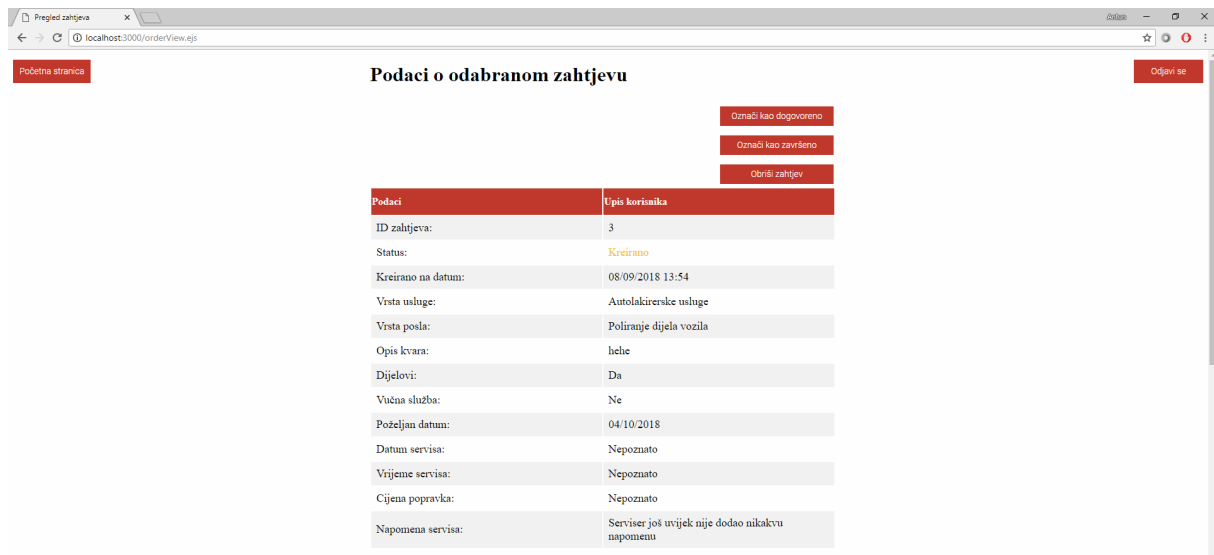 Pregled zahtjeva
Antun
localhost:3000/orderView.ejs
Početna stranica
Podaci o odabranom zahtjevu
Odjavi se
Označi kao dogovoreno
Označi kao završeno
Obriši zahtjev
Podaci Upis korisnika
ID zahtjeva: 3
Status: Kreirano
Kreirano na datum: 08/09/2018 13:54
Vrsta usluge: Autolakirerske usluge
Vrsta posla: Poliranje dijela vozila
Opis kvara: hehe
Dijelovi: Da
Vučna služba: Ne
Poželjan datum: 04/10/2018
Datum servisa: Nepoznato
Vrijeme servisa: Nepoznato
Cijena popravka: Nepoznato
Napomena servisa: Serviser još uvijek nije dodao nikakvu
napomenu